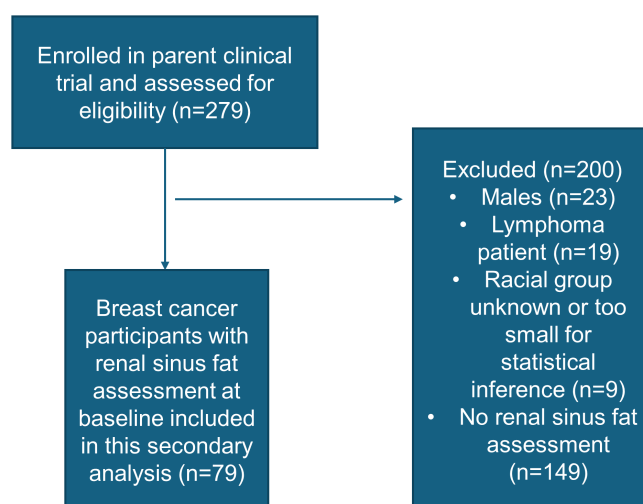 Enrolled in parent clinical
trial and assessed for
eligibility (n=279)
Excluded (n=200)
• Males (n=23)
• Lymphoma
patient (n=19)
• Racial group
unknown or too
small for
statistical
inference (n=9)
• No renal sinus fat
assessment
(n=149)
Breast cancer
participants with
renal sinus fat
assessment at
baseline included
in this secondary
analysis (n=79)